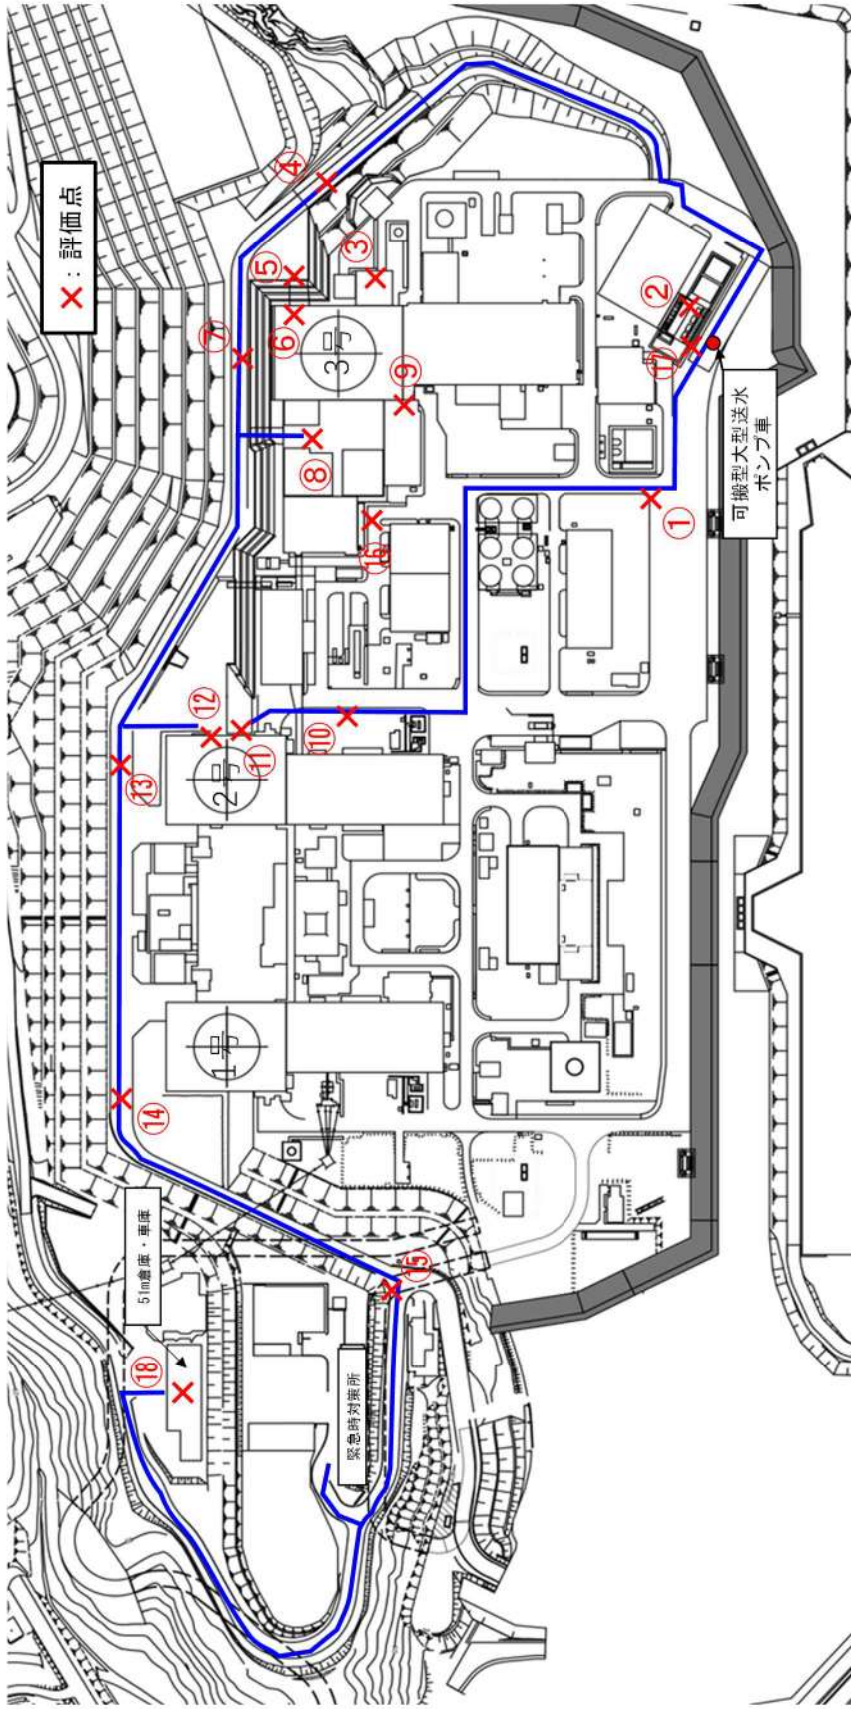 ×：評価点
④
③
⑤
⑥
⑦
3号
②
⑰
⑨
⑧
可搬型大型送水
ポンプ車
①
⑯
⑫
⑩
⑪
⑬
2号
1号
⑭
51m倉庫・車庫
⑮
⑱
緊急時対策所